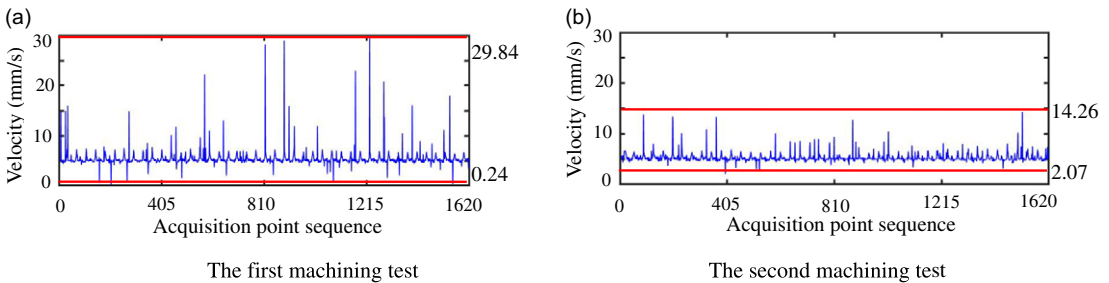 (a)
Velocity (mm/s)
30
20
10
0
29.84
0.24
0 405 810 1215 1620
Acquisition point sequence
The first machining test
(b)
Velocity (mm/s)
30
20
10
0
14.26
2.07
0 405 810 1215 1620
Acquisition point sequence
The second machining test